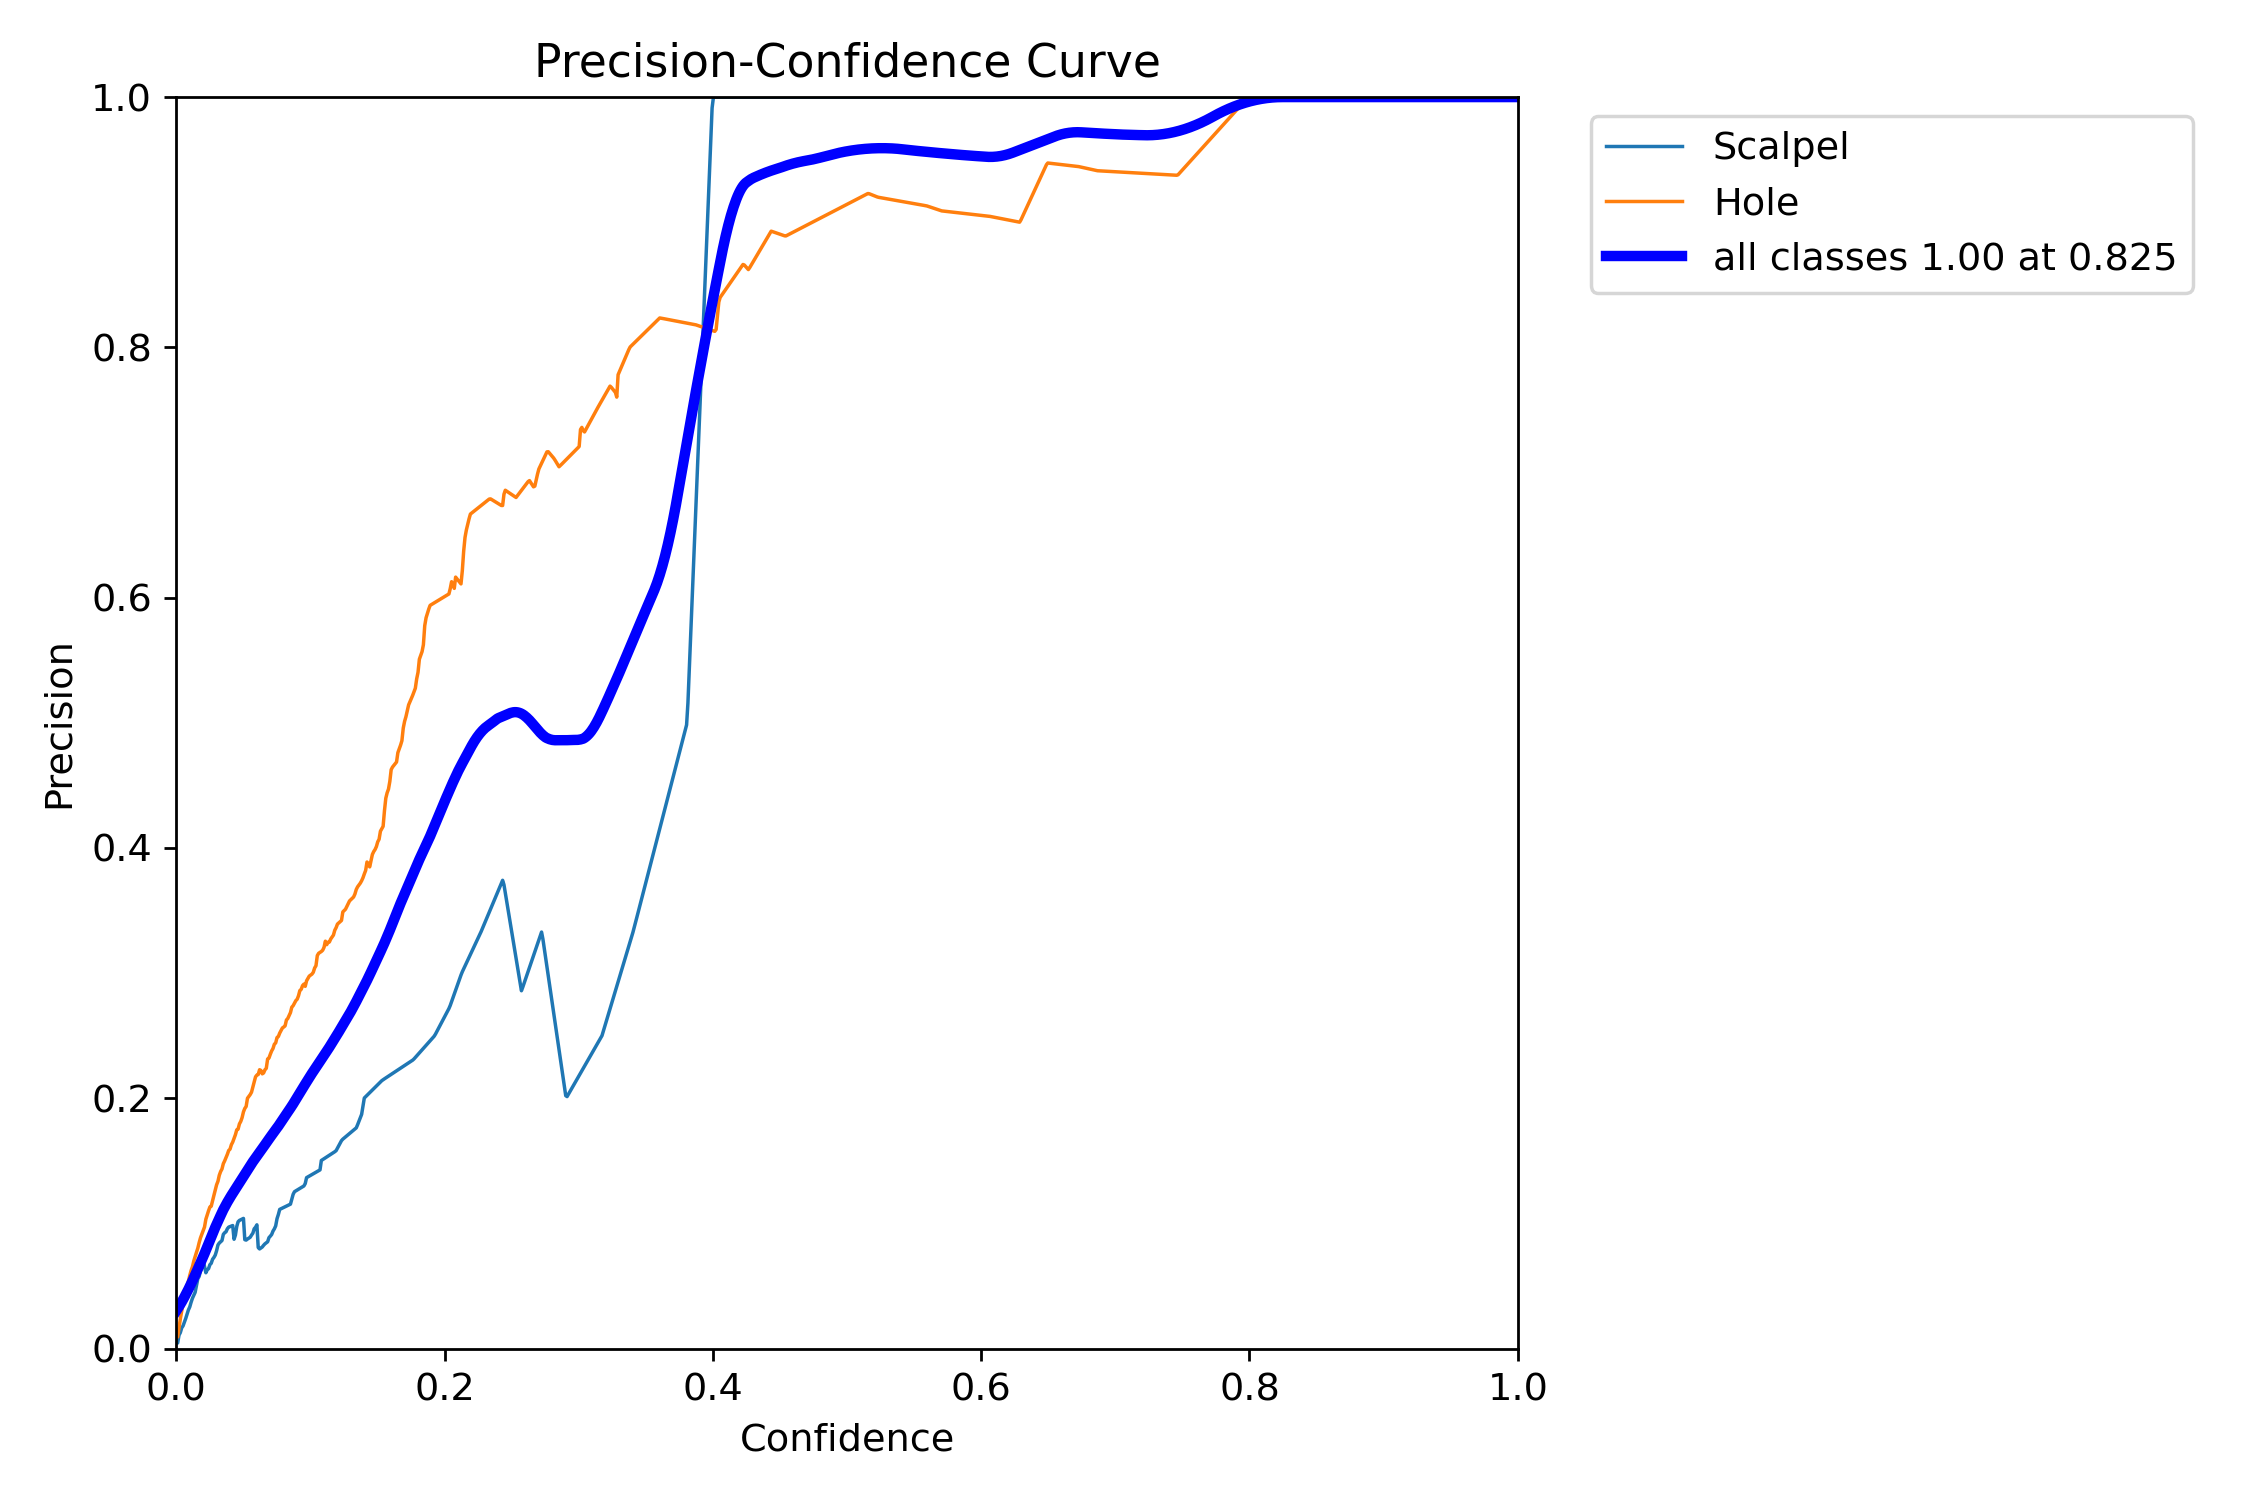 Precision-Confidence Curve
1.0
0.8
0.6
0.4
0.2
0.0
Precision
0.0 0.2 0.4 0.6 0.8 1.0
Confidence
Scalpel
Hole
all classes 1.00 at 0.825